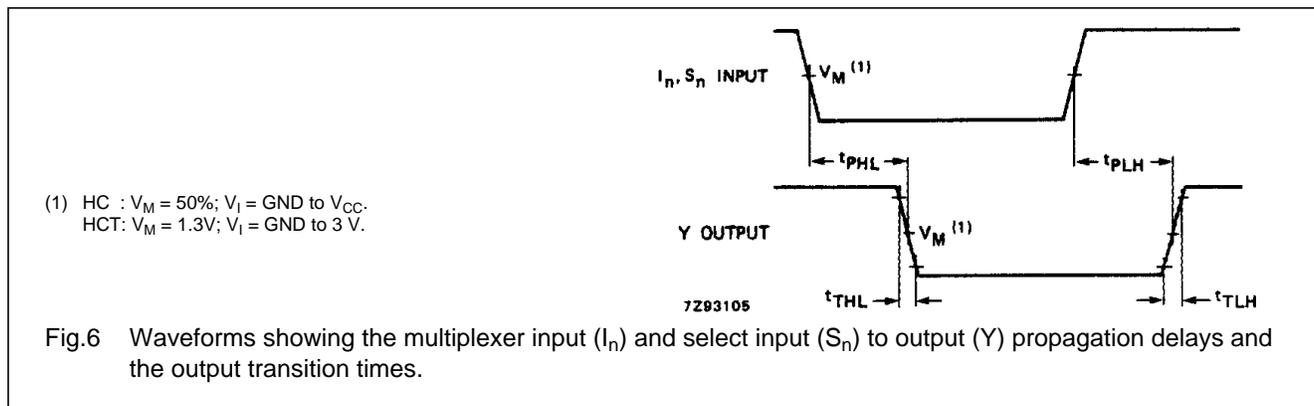 Iₙ, Sₙ INPUT
V_M (1)
t_PHL
t_PLH
(1) HC : V_M = 50%; V_I = GND to V_CC.
HCT: V_M = 1.3V; V_I = GND to 3 V.
Y OUTPUT
V_M (1)
t_THL
t_TLH
7Z93105
Fig.6 Waveforms showing the multiplexer input (Iₙ) and select input (Sₙ) to output (Y) propagation delays and
the output transition times.